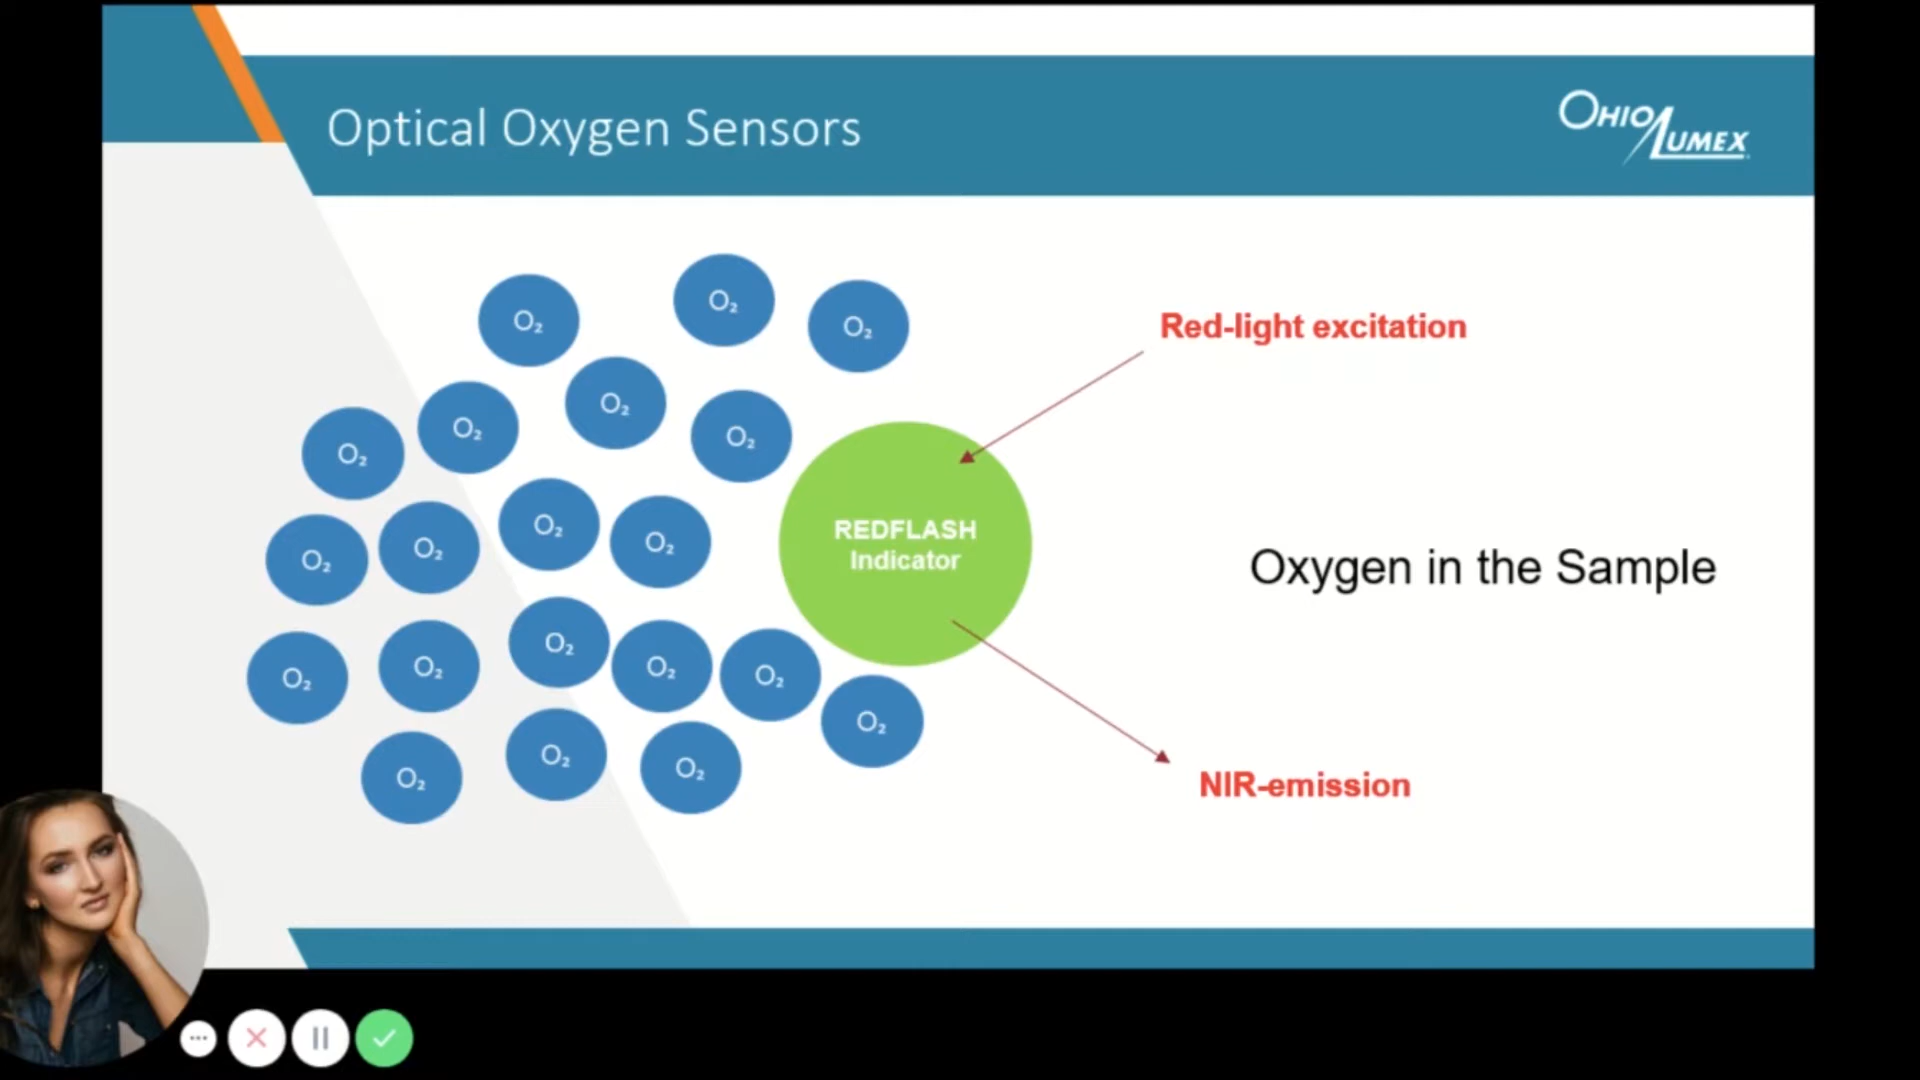 Optical Oxygen Sensors
OHIO LUMEX
O₂
O₂
O₂
Red-light excitation
O₂
O₂
O₂
O₂
O₂
O₂
O₂
O₂
REDFLASH
Indicator
Oxygen in the Sample
O₂
O₂
O₂
O₂
O₂
O₂
O₂
O₂
O₂
NIR-emission